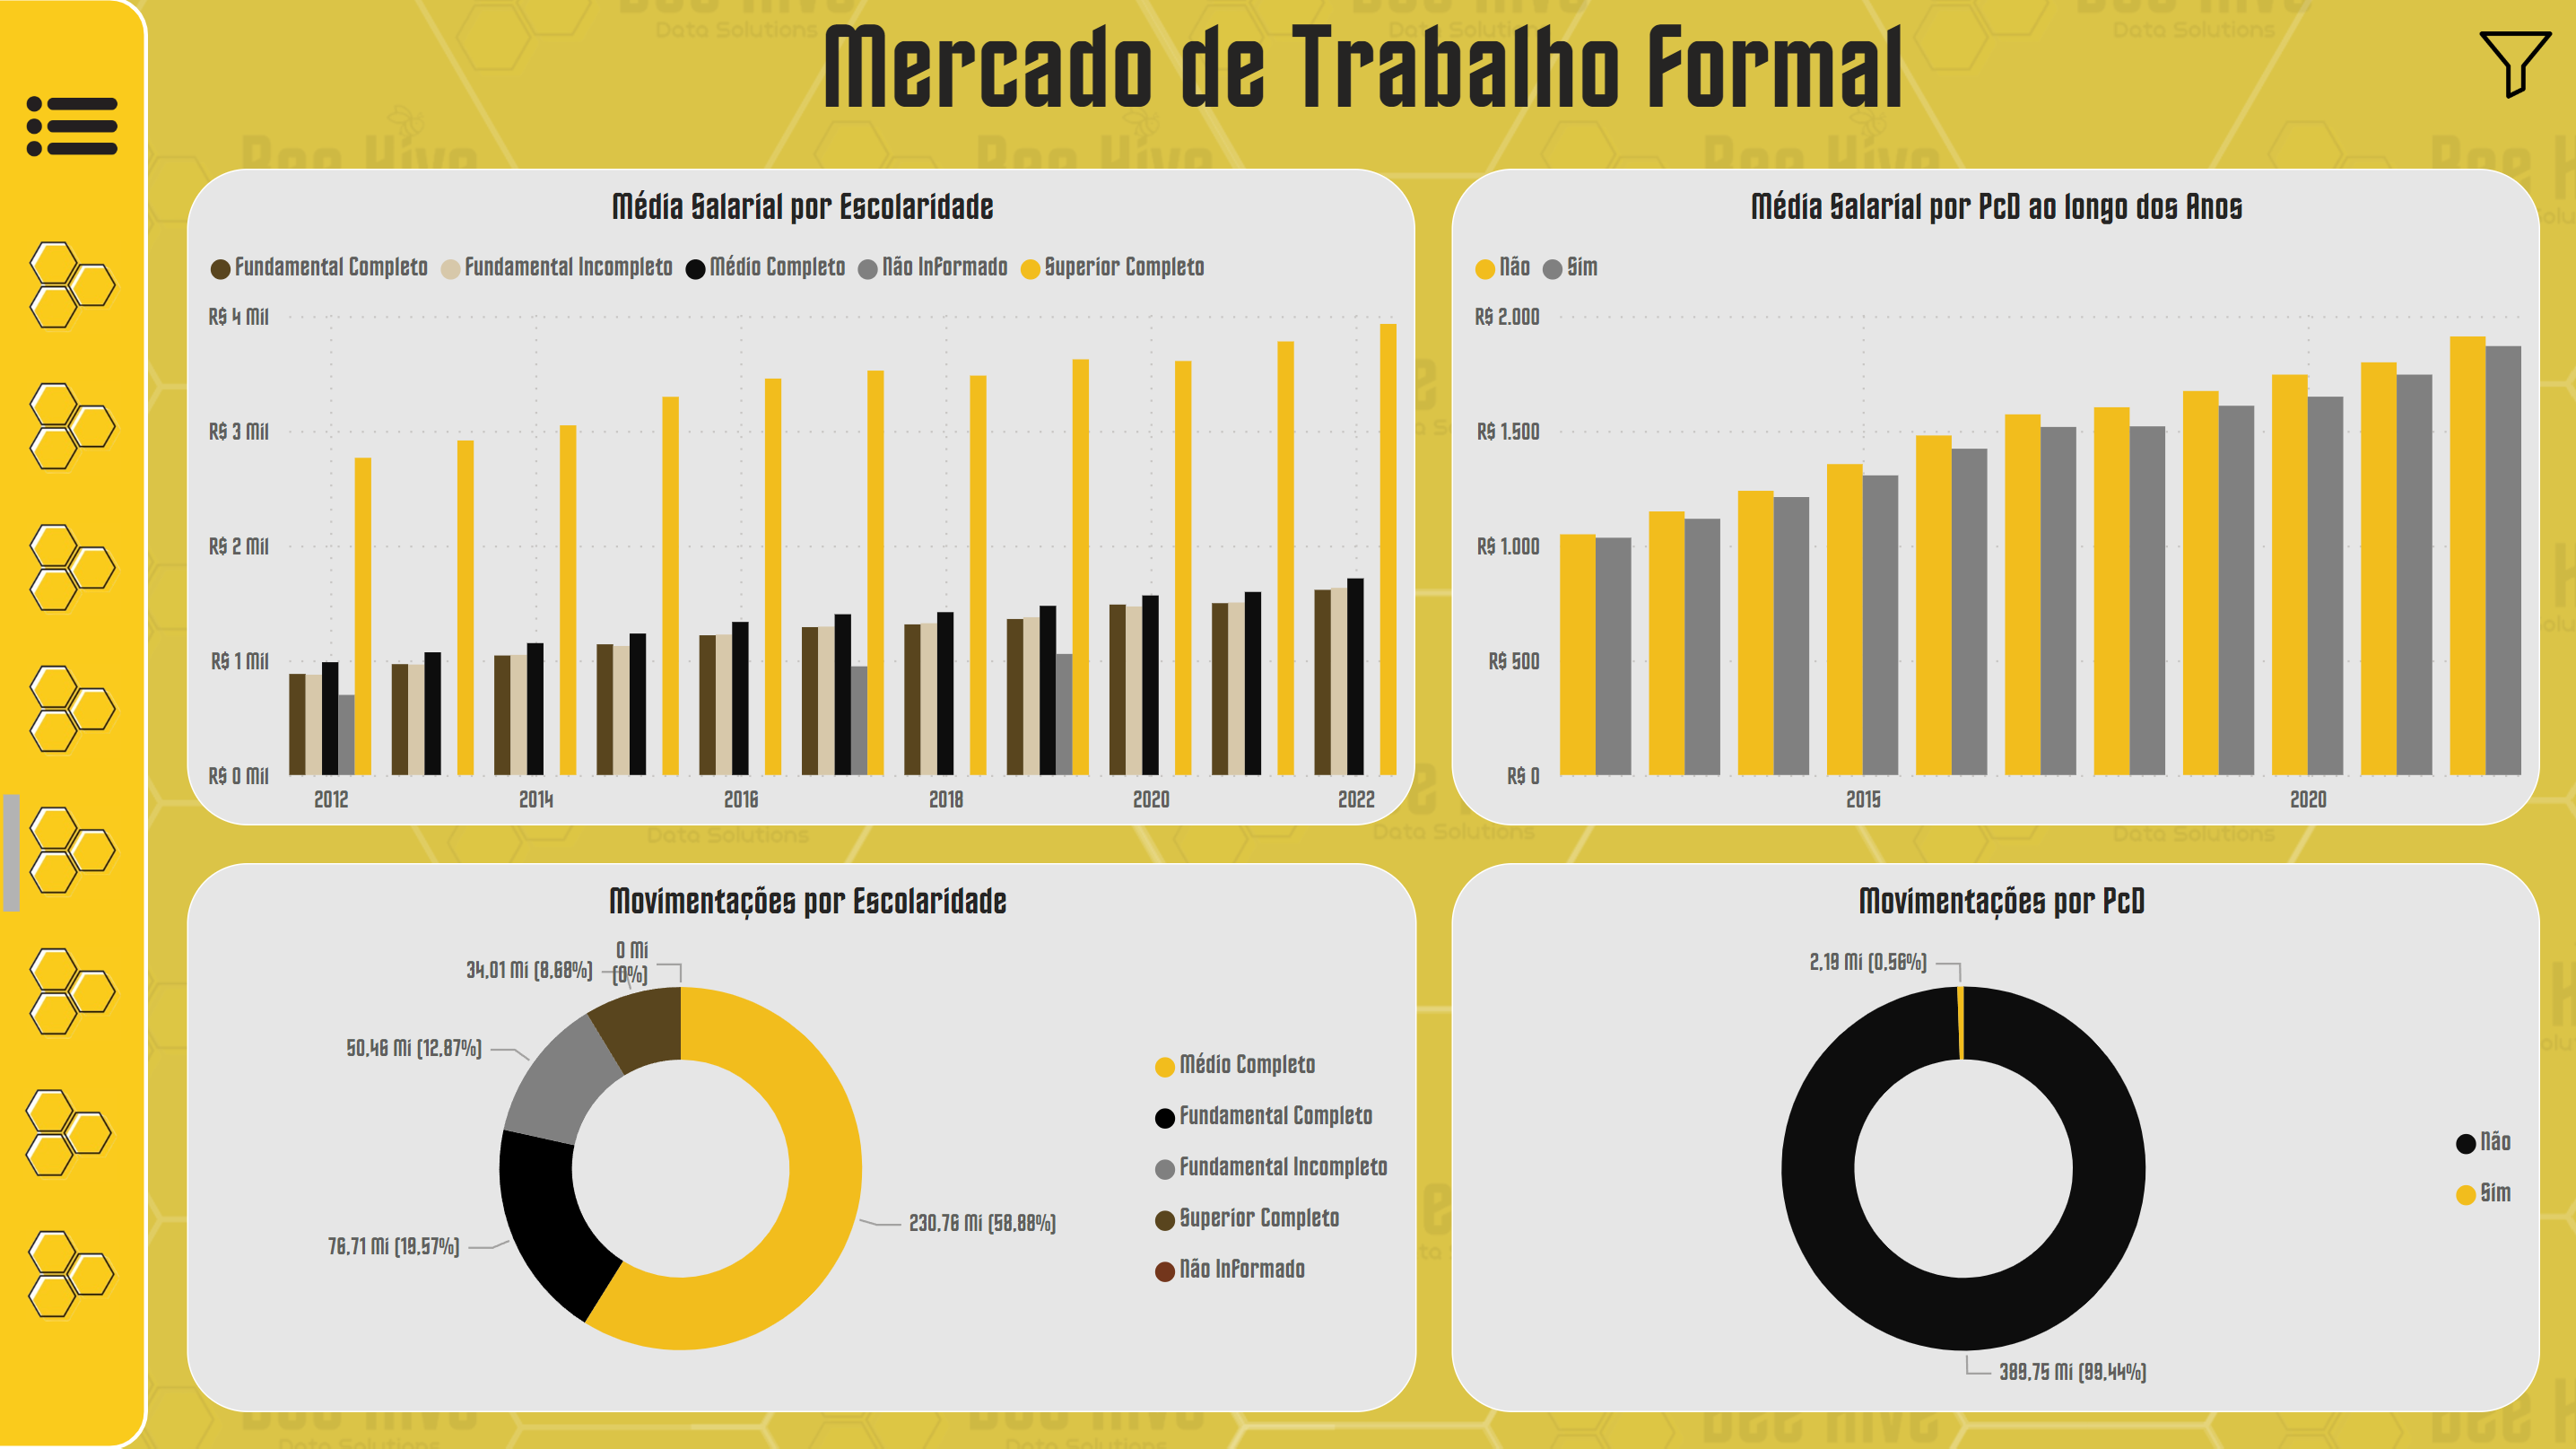 Mercado de Trabalho Formal
Média Salarial por Escolaridade
Fundamental Completo Fundamental Incompleto Médio Completo Não Informado Superior Completo
R$ 4 Mil
R$ 3 Mil
R$ 2 Mil
R$ 1 Mil
R$ 0 Mil
2012 2014 2016 2018 2020 2022
Média Salarial por PcD ao longo dos Anos
Não Sim
R$ 2.000
R$ 1.500
R$ 1.000
R$ 500
R$ 0
2015 2020
Movimentações por Escolaridade
0 Mi
(0%)
34,01 Mi (8,68%)
50,46 Mi (12,87%)
76,71 Mi (19,57%)
230,76 Mi (58,88%)
Médio Completo
Fundamental Completo
Fundamental Incompleto
Superior Completo
Não Informado
Movimentações por PcD
2,19 Mi (0,56%)
389,75 Mi (99,44%)
Não
Sim
Bee Hive
Data Solutions